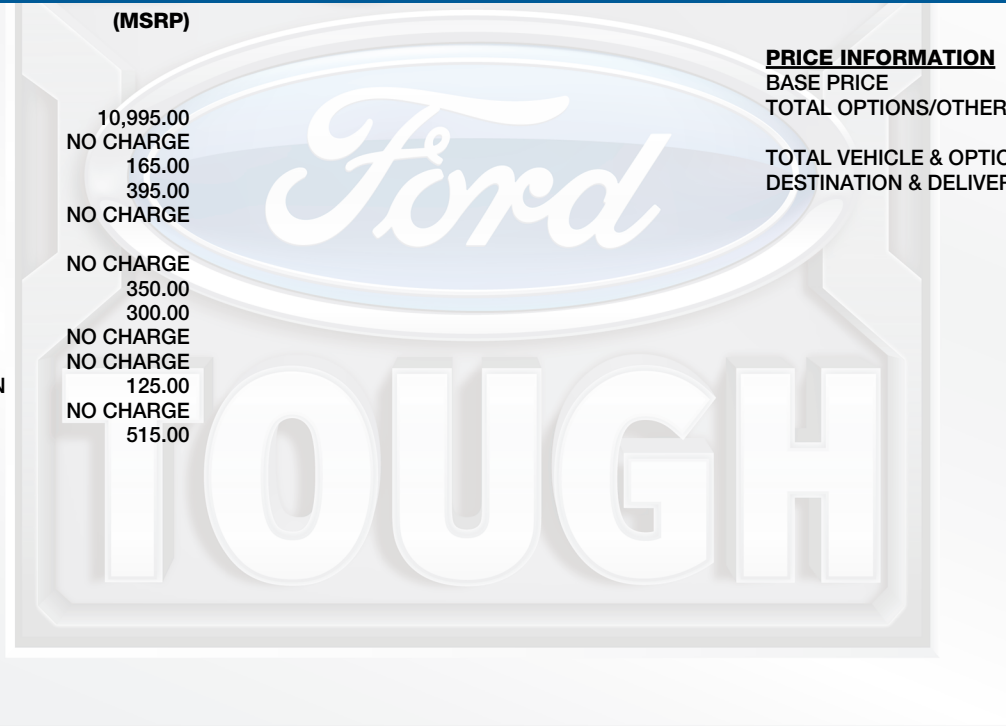 (MSRP)
10,995.00
NO CHARGE
165.00
395.00
NO CHARGE
NO CHARGE
350.00
300.00
NO CHARGE
NO CHARGE
N 125.00
NO CHARGE
515.00
PRICE INFORMATION
BASE PRICE
TOTAL OPTIONS/OTHER
TOTAL VEHICLE & OPTIO
DESTINATION & DELIVER
Ford
TOUGH